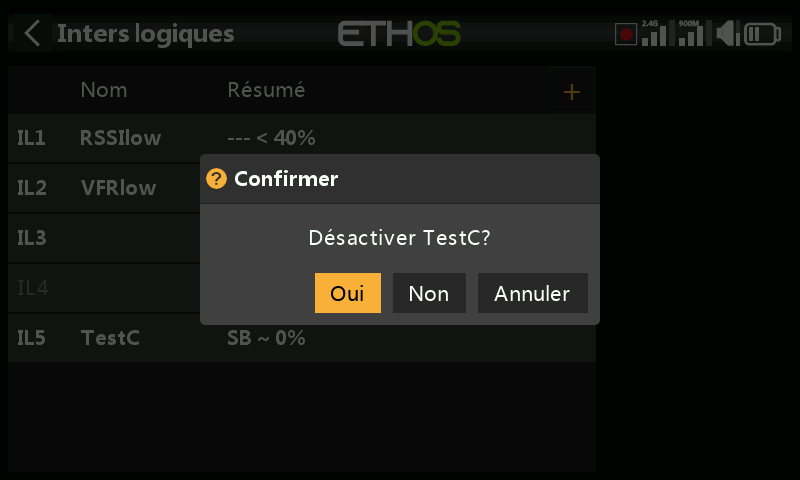 Inters logiques
ETHOS
2.4G
900M
Nom
Résumé
+
IL1
RSSIlow
--- < 40%
IL2
VFRlow
IL3
IL4
IL5
TestC
SB ~ 0%
? Confirmer
Désactiver TestC?
Oui
Non
Annuler